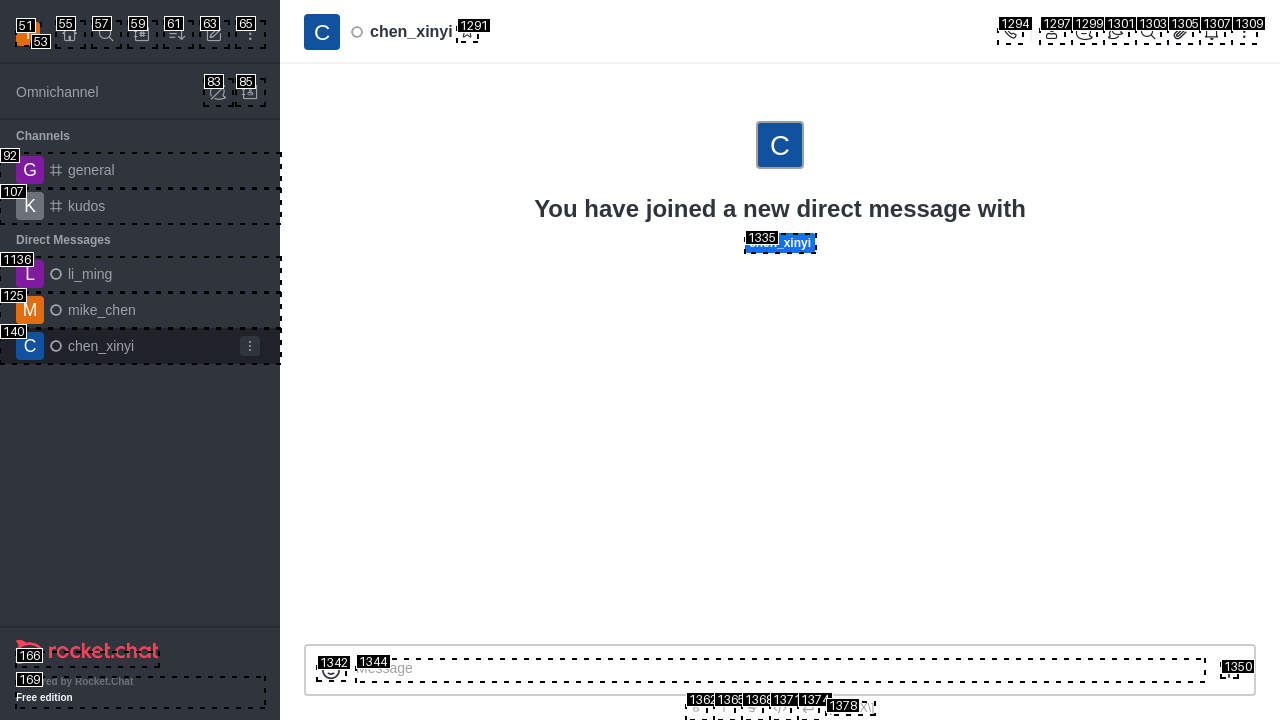 51
53
55
57
59
61
63
65
C
chen_xinyi
1291
1294
1297
1299
1301
1303
1305
1307
1309
Omnichannel
83
85
Channels
92
G
general
107
K
kudos
Direct Messages
1136
L
li_ming
125
M
mike_chen
140
C
chen_xinyi
C
You have joined a new direct message with
1335
chen_xinyi
166
rocket.chat
169
Powered by Rocket.Chat
Free edition
1342
1344
Message
1350
1362
1365
1368
1371
1374
1378